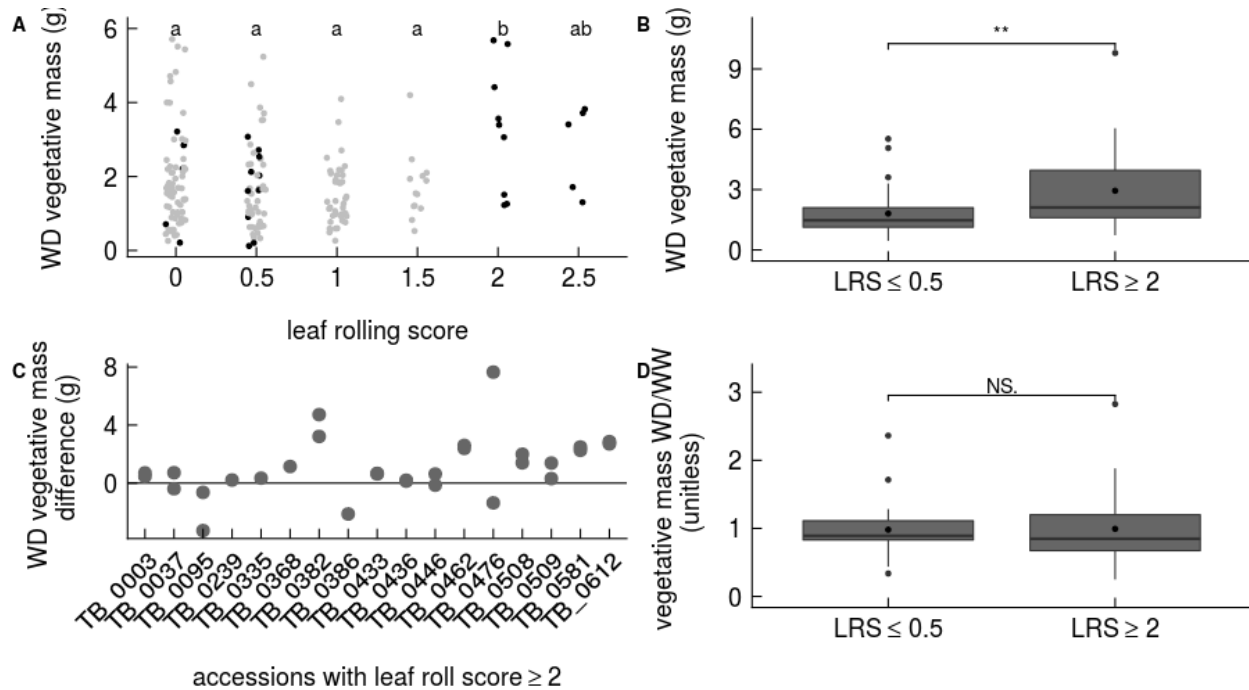 A
WD vegetative mass (g)
6
4
2
0
a a a a b ab
0 0.5 1 1.5 2 2.5
leaf rolling score
B
WD vegetative mass (g)
9
6
3
0
**
LRS ≤ 0.5 LRS ≥ 2
C
WD vegetative mass
difference (g)
8
4
0
TB_0003
TB_0037
TB_0095
TB_0239
TB_0335
TB_0368
TB_0382
TB_0386
TB_0433
TB_0436
TB_0446
TB_0462
TB_0476
TB_0508
TB_0509
TB_0581
TB_0612
accessions with leaf roll score ≥ 2
D
vegetative mass WD/WW
(unitless)
3
2
1
0
NS.
LRS ≤ 0.5 LRS ≥ 2